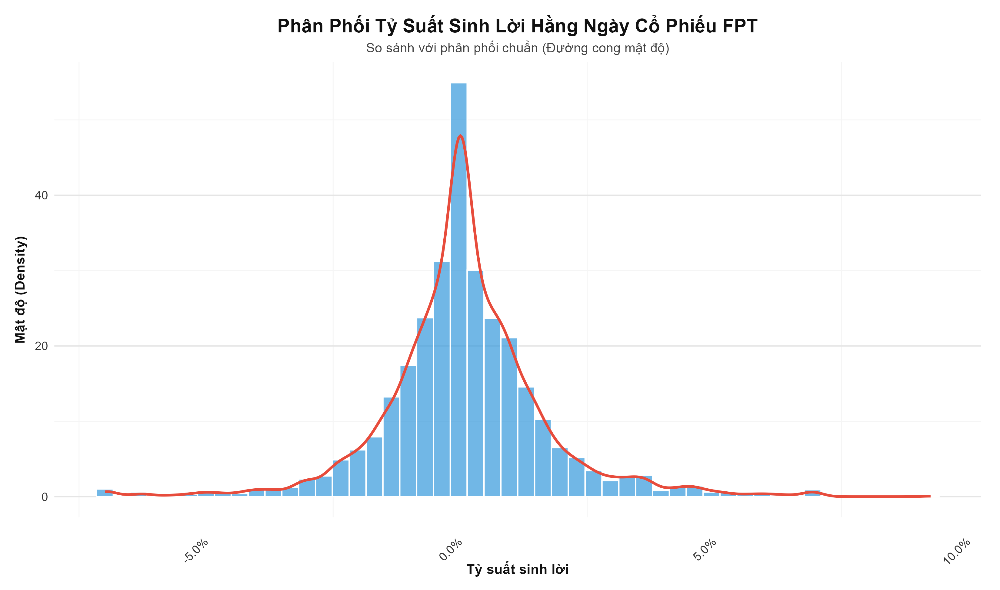 Phân Phối Tỷ Suất Sinh Lời Hằng Ngày Cổ Phiếu FPT
So sánh với phân phối chuẩn (Đường cong mật độ)
Mật độ (Density)
40
20
0
-5.0%
0.0%
5.0%
10.0%
Tỷ suất sinh lời